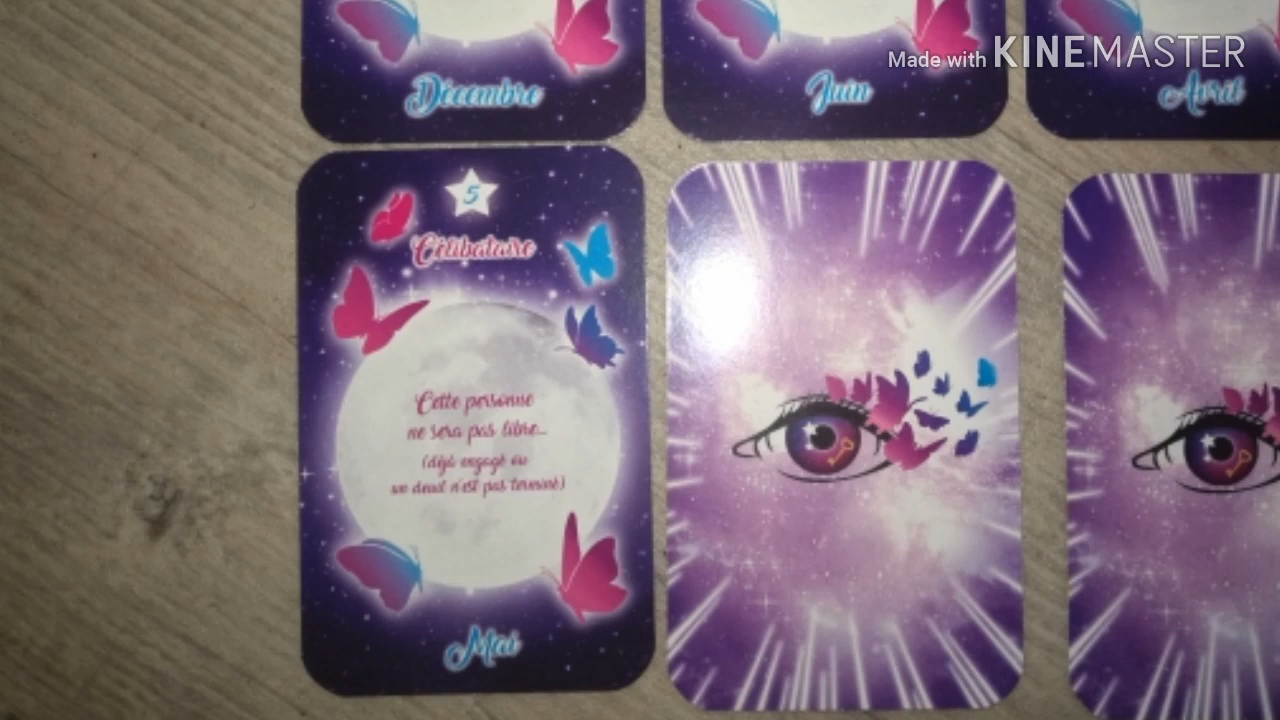 Made with KINEMASTER
Décembre
Juin
Avril
5
Célibataire
Cette personne
ne sera pas libre...
(déjà engagé ou
un deuil n'est pas terminé)
Mai